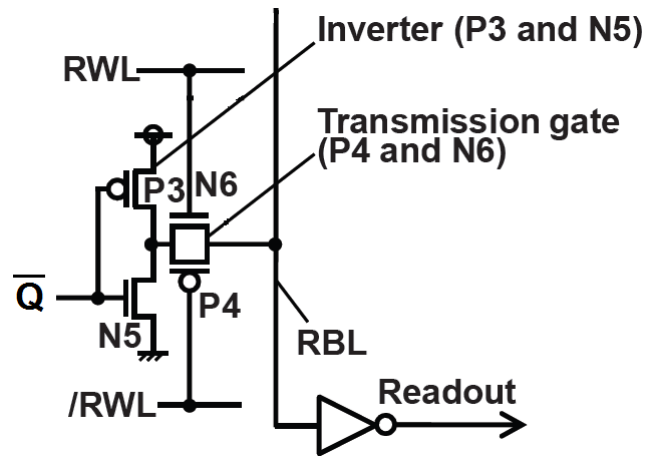 Inverter (P3 and N5)
RWL
Transmission gate
(P4 and N6)
P3
N6
Q̅
P4
N5
RBL
/RWL
Readout